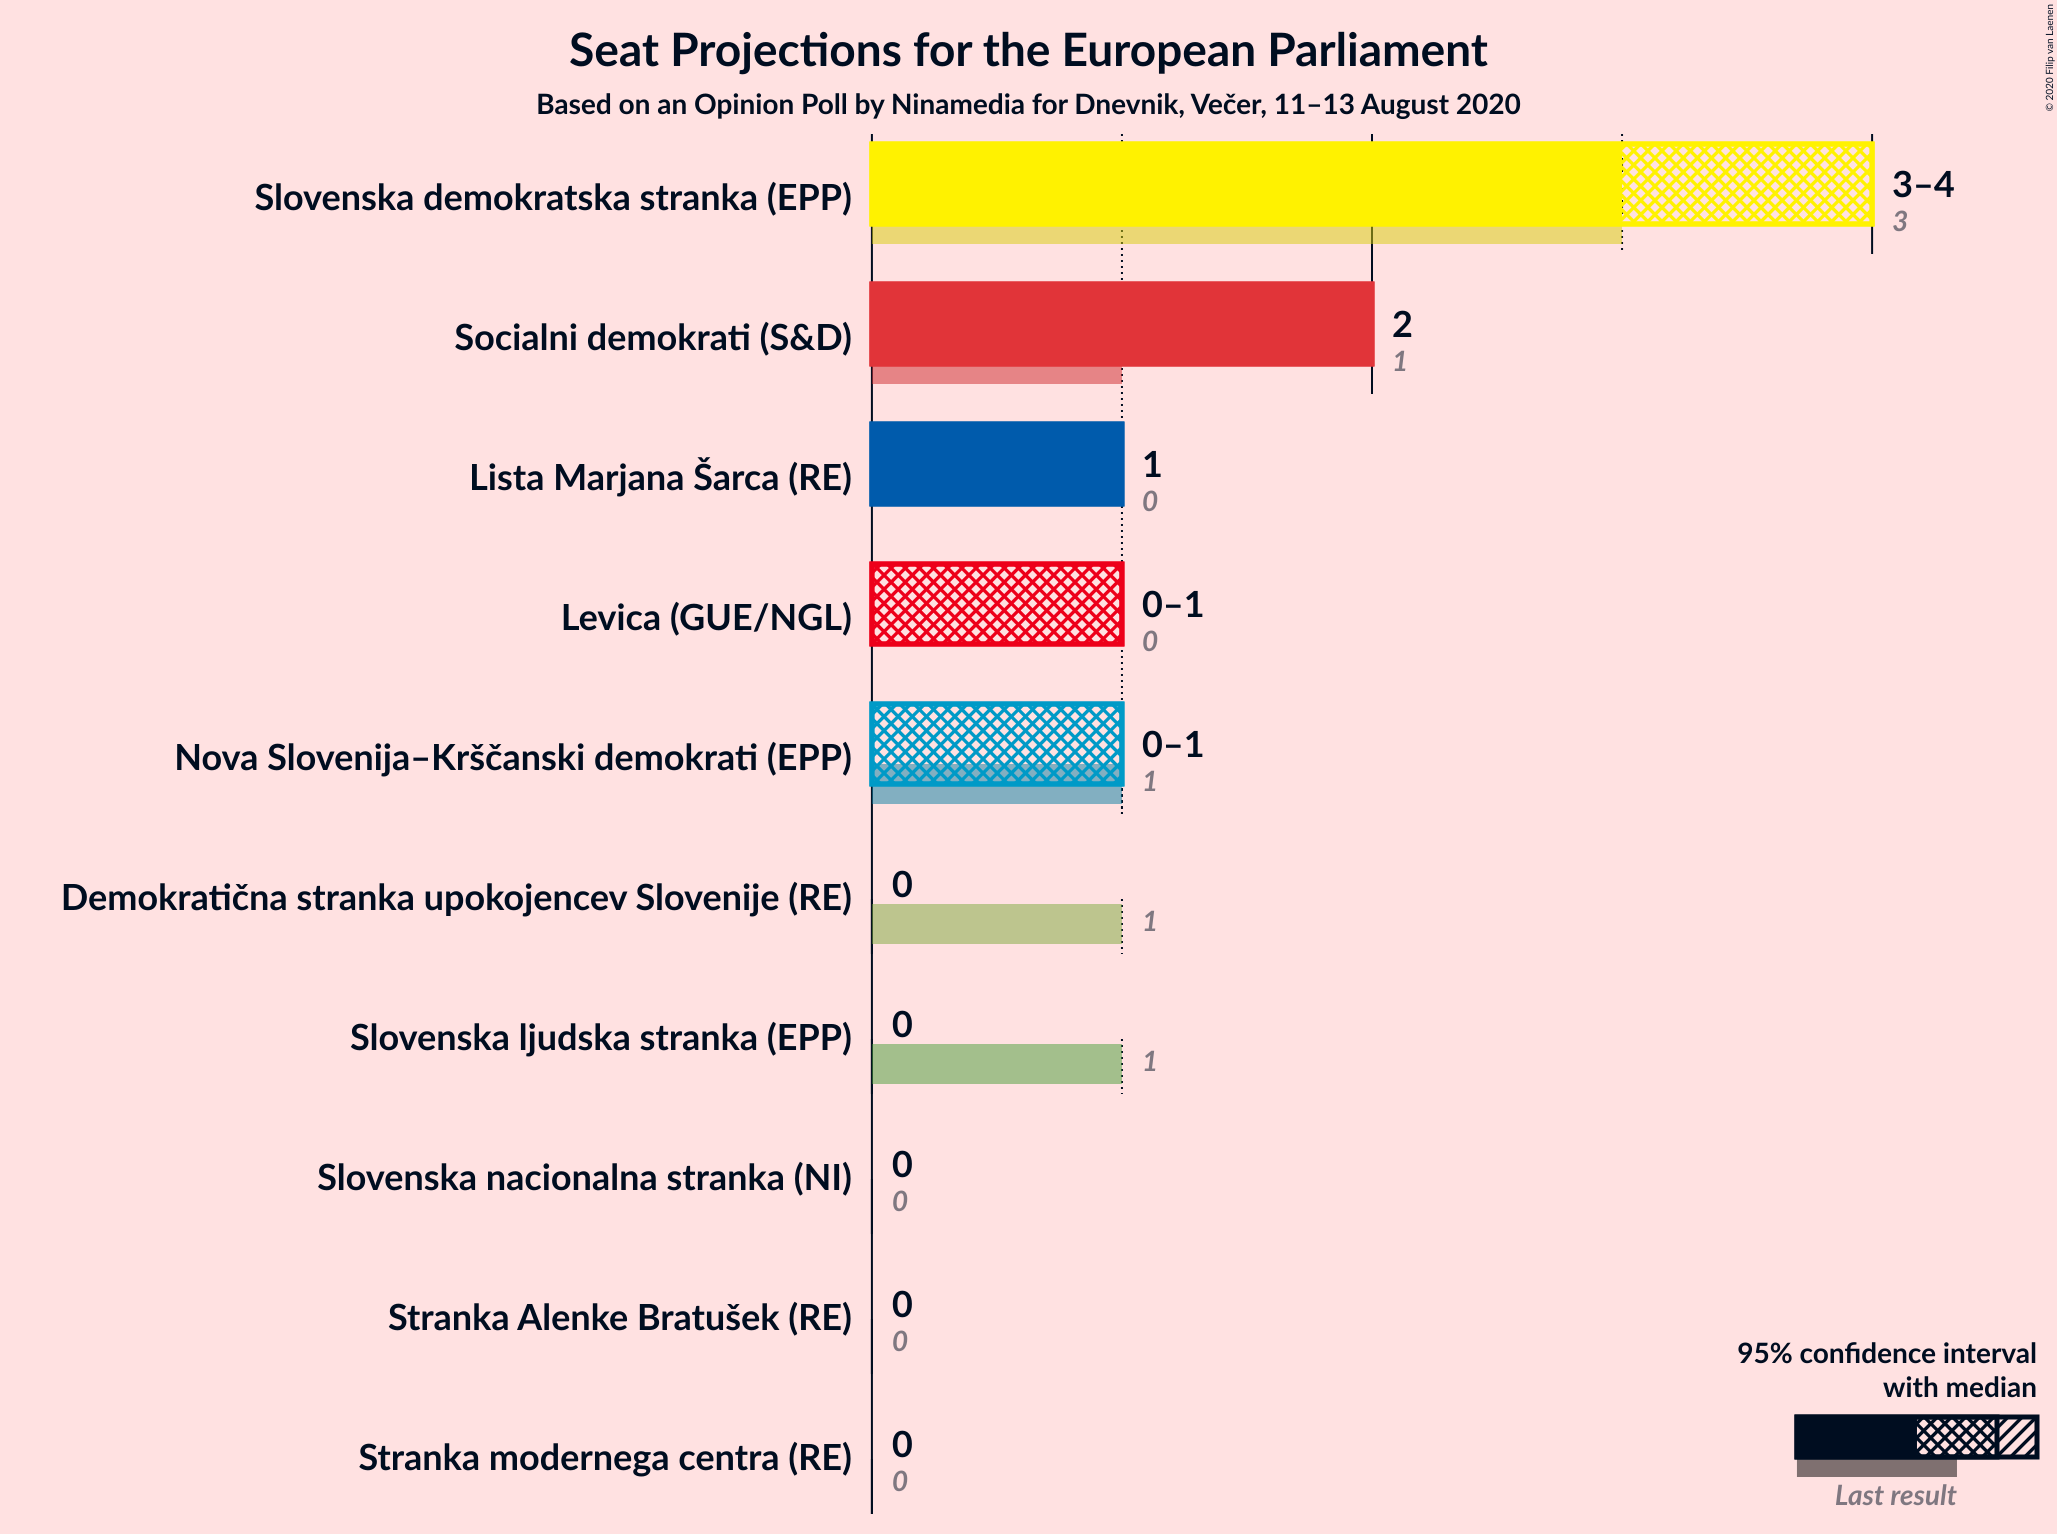 Seat Projections for the European Parliament
Based on an Opinion Poll by Ninamedia for Dnevnik, Večer, 11–13 August 2020
© 2020 Filip van Laenen
Slovenska demokratska stranka (EPP)
3–4
3
Socialni demokrati (S&D)
2
1
Lista Marjana Šarca (RE)
1
0
Levica (GUE/NGL)
0–1
0
Nova Slovenija–Krščanski demokrati (EPP)
0–1
1
Demokratična stranka upokojencev Slovenije (RE)
0
1
Slovenska ljudska stranka (EPP)
0
1
Slovenska nacionalna stranka (NI)
0
0
Stranka Alenke Bratušek (RE)
0
0
Stranka modernega centra (RE)
0
0
95% confidence interval
with median
Last result